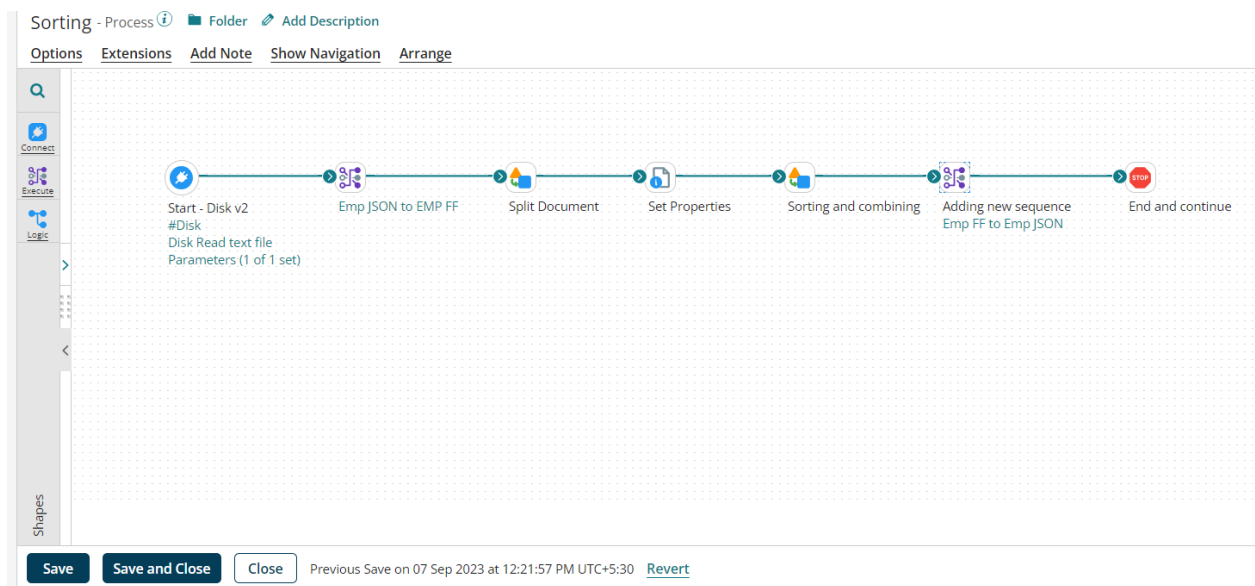 Sorting - Process i Folder Add Description
Options Extensions Add Note Show Navigation Arrange
Connect
Execute
Logic
Shapes
Start - Disk v2
#Disk
Disk Read text file
Parameters (1 of 1 set)
Emp JSON to EMP FF
Split Document
Set Properties
Sorting and combining
Adding new sequence
Emp FF to Emp JSON
STOP
End and continue
Save Save and Close Close Previous Save on 07 Sep 2023 at 12:21:57 PM UTC+5:30 Revert